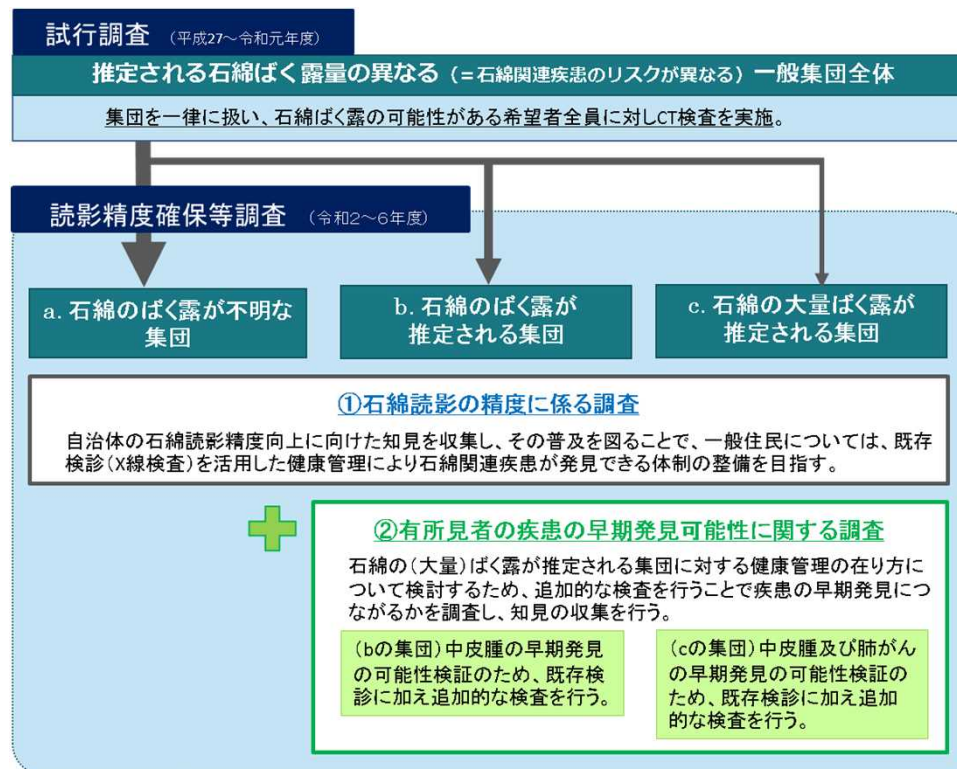 試行調査 （平成27～令和元年度）
推定される石綿ばく露量の異なる（＝石綿関連疾患のリスクが異なる）一般集団全体
集団を一律に扱い、石綿ばく露の可能性がある希望者全員に対しCT検査を実施。
読影精度確保等調査 （令和2～6年度）
a. 石綿のばく露が不明な
集団
b. 石綿のばく露が
推定される集団
c. 石綿の大量ばく露が
推定される集団
①石綿読影の精度に係る調査
自治体の石綿読影精度向上に向けた知見を収集し、その普及を図ることで、一般住民については、既存
検診（X線検査）を活用した健康管理により石綿関連疾患が発見できる体制の整備を目指す。
②有所見者の疾患の早期発見可能性に関する調査
石綿の（大量）ばく露が推定される集団に対する健康管理の在り方
について検討するため、追加的な検査を行うことで疾患の早期発見につ
ながるかを調査し、知見の収集を行う。
（bの集団）中皮腫の早期発見
の可能性検証のため、既存検
診に加え追加的な検査を行う。
（cの集団）中皮腫及び肺がん
の早期発見の可能性検証の
ため、既存検診に加え追加
的な検査を行う。